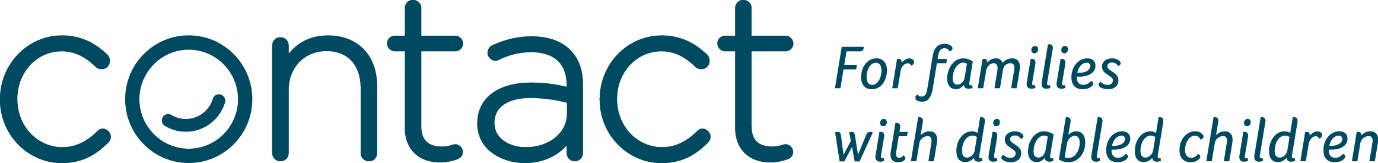 contact
For families
with disabled children